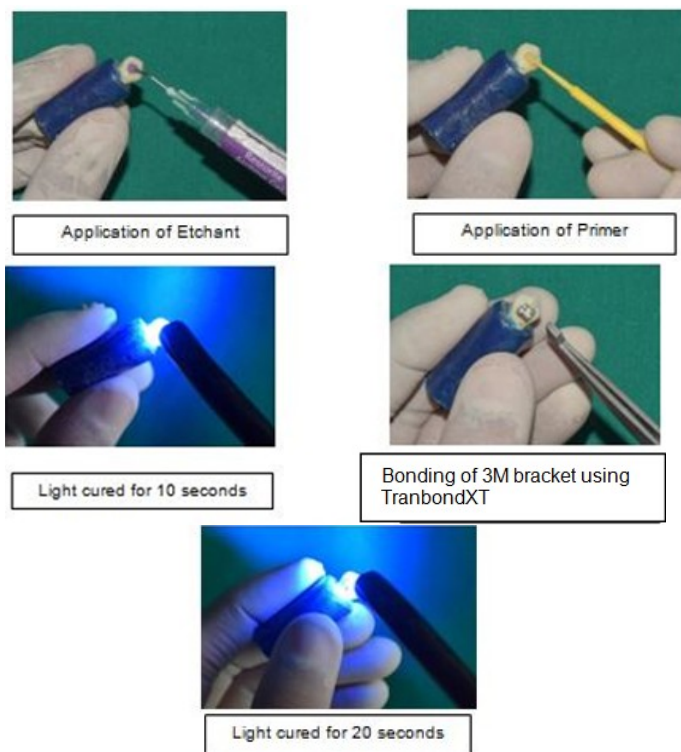 Application of Etchant
Application of Primer
Light cured for 10 seconds
Bonding of 3M bracket using
TranbondXT
Light cured for 20 seconds